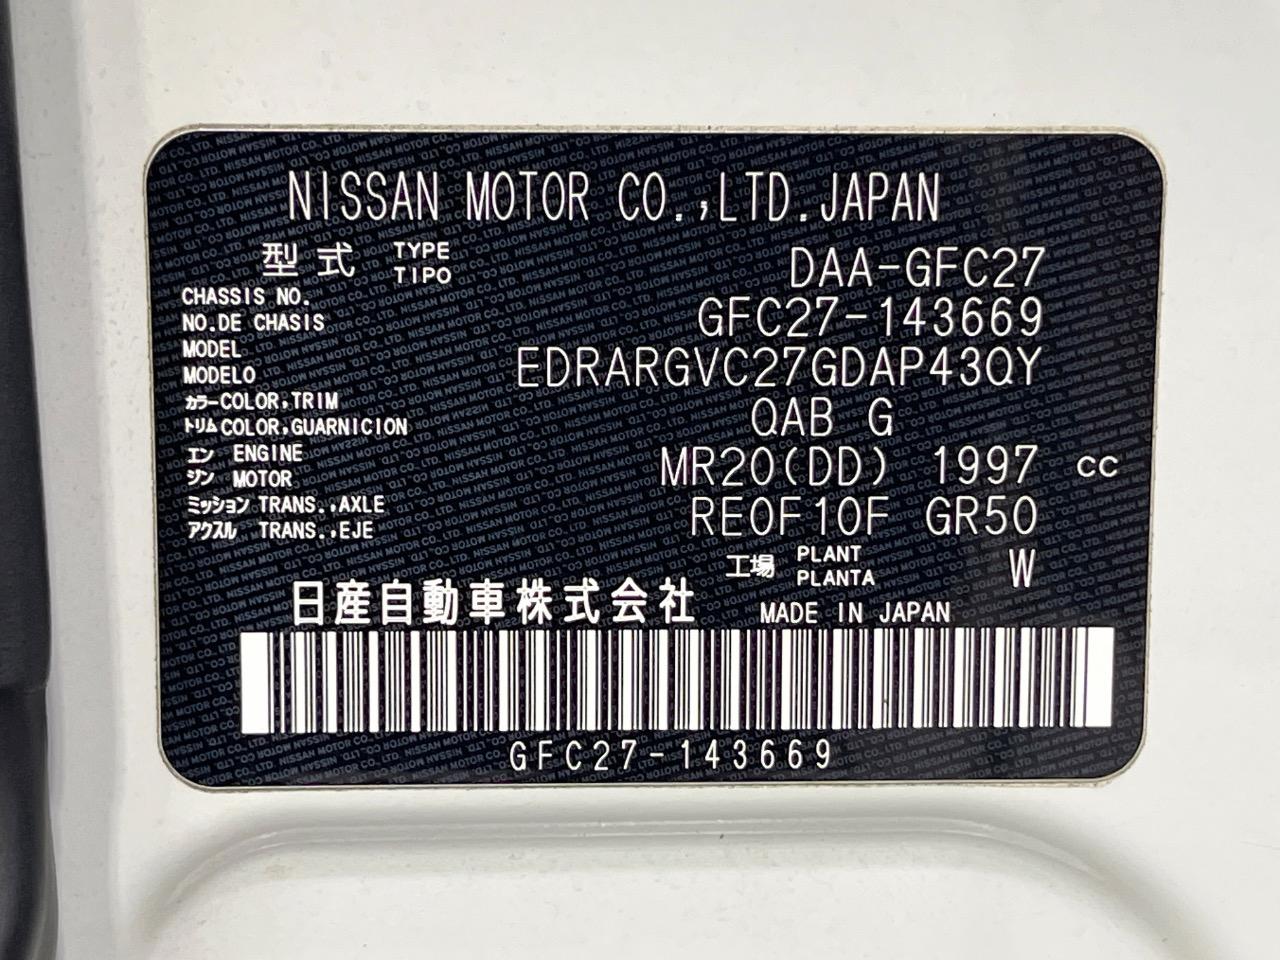 NISSAN MOTOR CO.,LTD.JAPAN
型式 TYPE TIPO DAA-GFC27
CHASSIS NO.
NO.DE CHASIS GFC27-143669
MODEL
MODELO EDRARGVC27GDAP43QY
カラー COLOR,TRIM
トリム COLOR,GUARNICION QAB G
エン ENGINE
ジン MOTOR MR20(DD) 1997 cc
ミッション TRANS.,AXLE
アクスル TRANS.,EJE RE0F10F GR50
工場 PLANT PLANTA W
日産自動車株式会社 MADE IN JAPAN
GFC27-143669